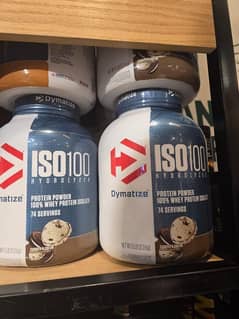 Dymatize
ISO100
HYDROLYZED
PROTEIN POWDER
100% WHEY PROTEIN ISOLATE
74 SERVINGS
ISO100
HYDROLYZED
Dymatize
PROTEIN POWDER
100% WHEY PROTEIN ISOLATE
74 SERVINGS